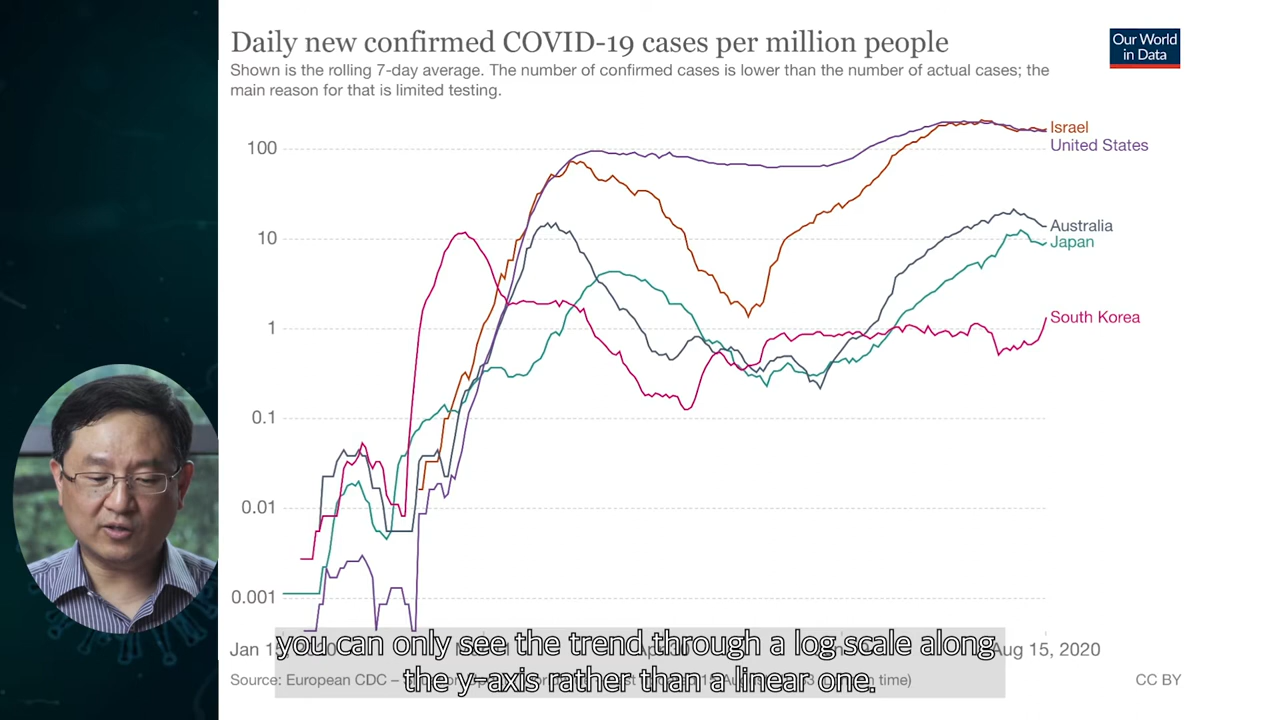 Daily new confirmed COVID-19 cases per million people
Our World
in Data
Shown is the rolling 7-day average. The number of confirmed cases is lower than the number of actual cases; the
main reason for that is limited testing.
100
10
1
0.1
0.01
0.001
Israel
United States
Australia
Japan
South Korea
Jan
Aug 15, 2020
you can only see the trend through a log scale along
the y-axis rather than a linear one.
Source: European CDC –
time)
CC BY